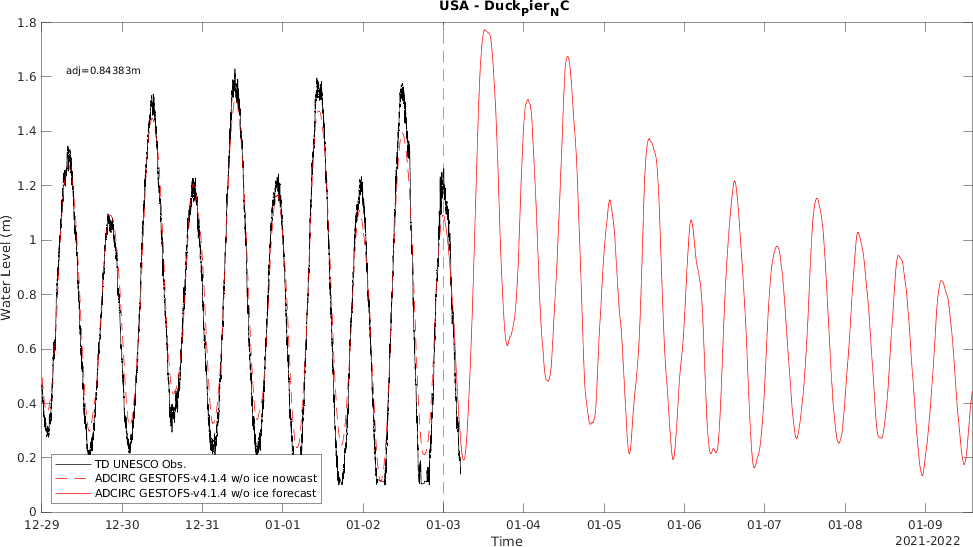 USA - Duck_Pier_NC
1.8
1.6
1.4
1.2
1
0.8
0.6
0.4
0.2
0
Water Level (m)
adj=0.84383m
TD UNESCO Obs.
ADCIRC GESTOFS-v4.1.4 w/o ice nowcast
ADCIRC GESTOFS-v4.1.4 w/o ice forecast
12-29 12-30 12-31 01-01 01-02 01-03 01-04 01-05 01-06 01-07 01-08 01-09
Time
2021-2022